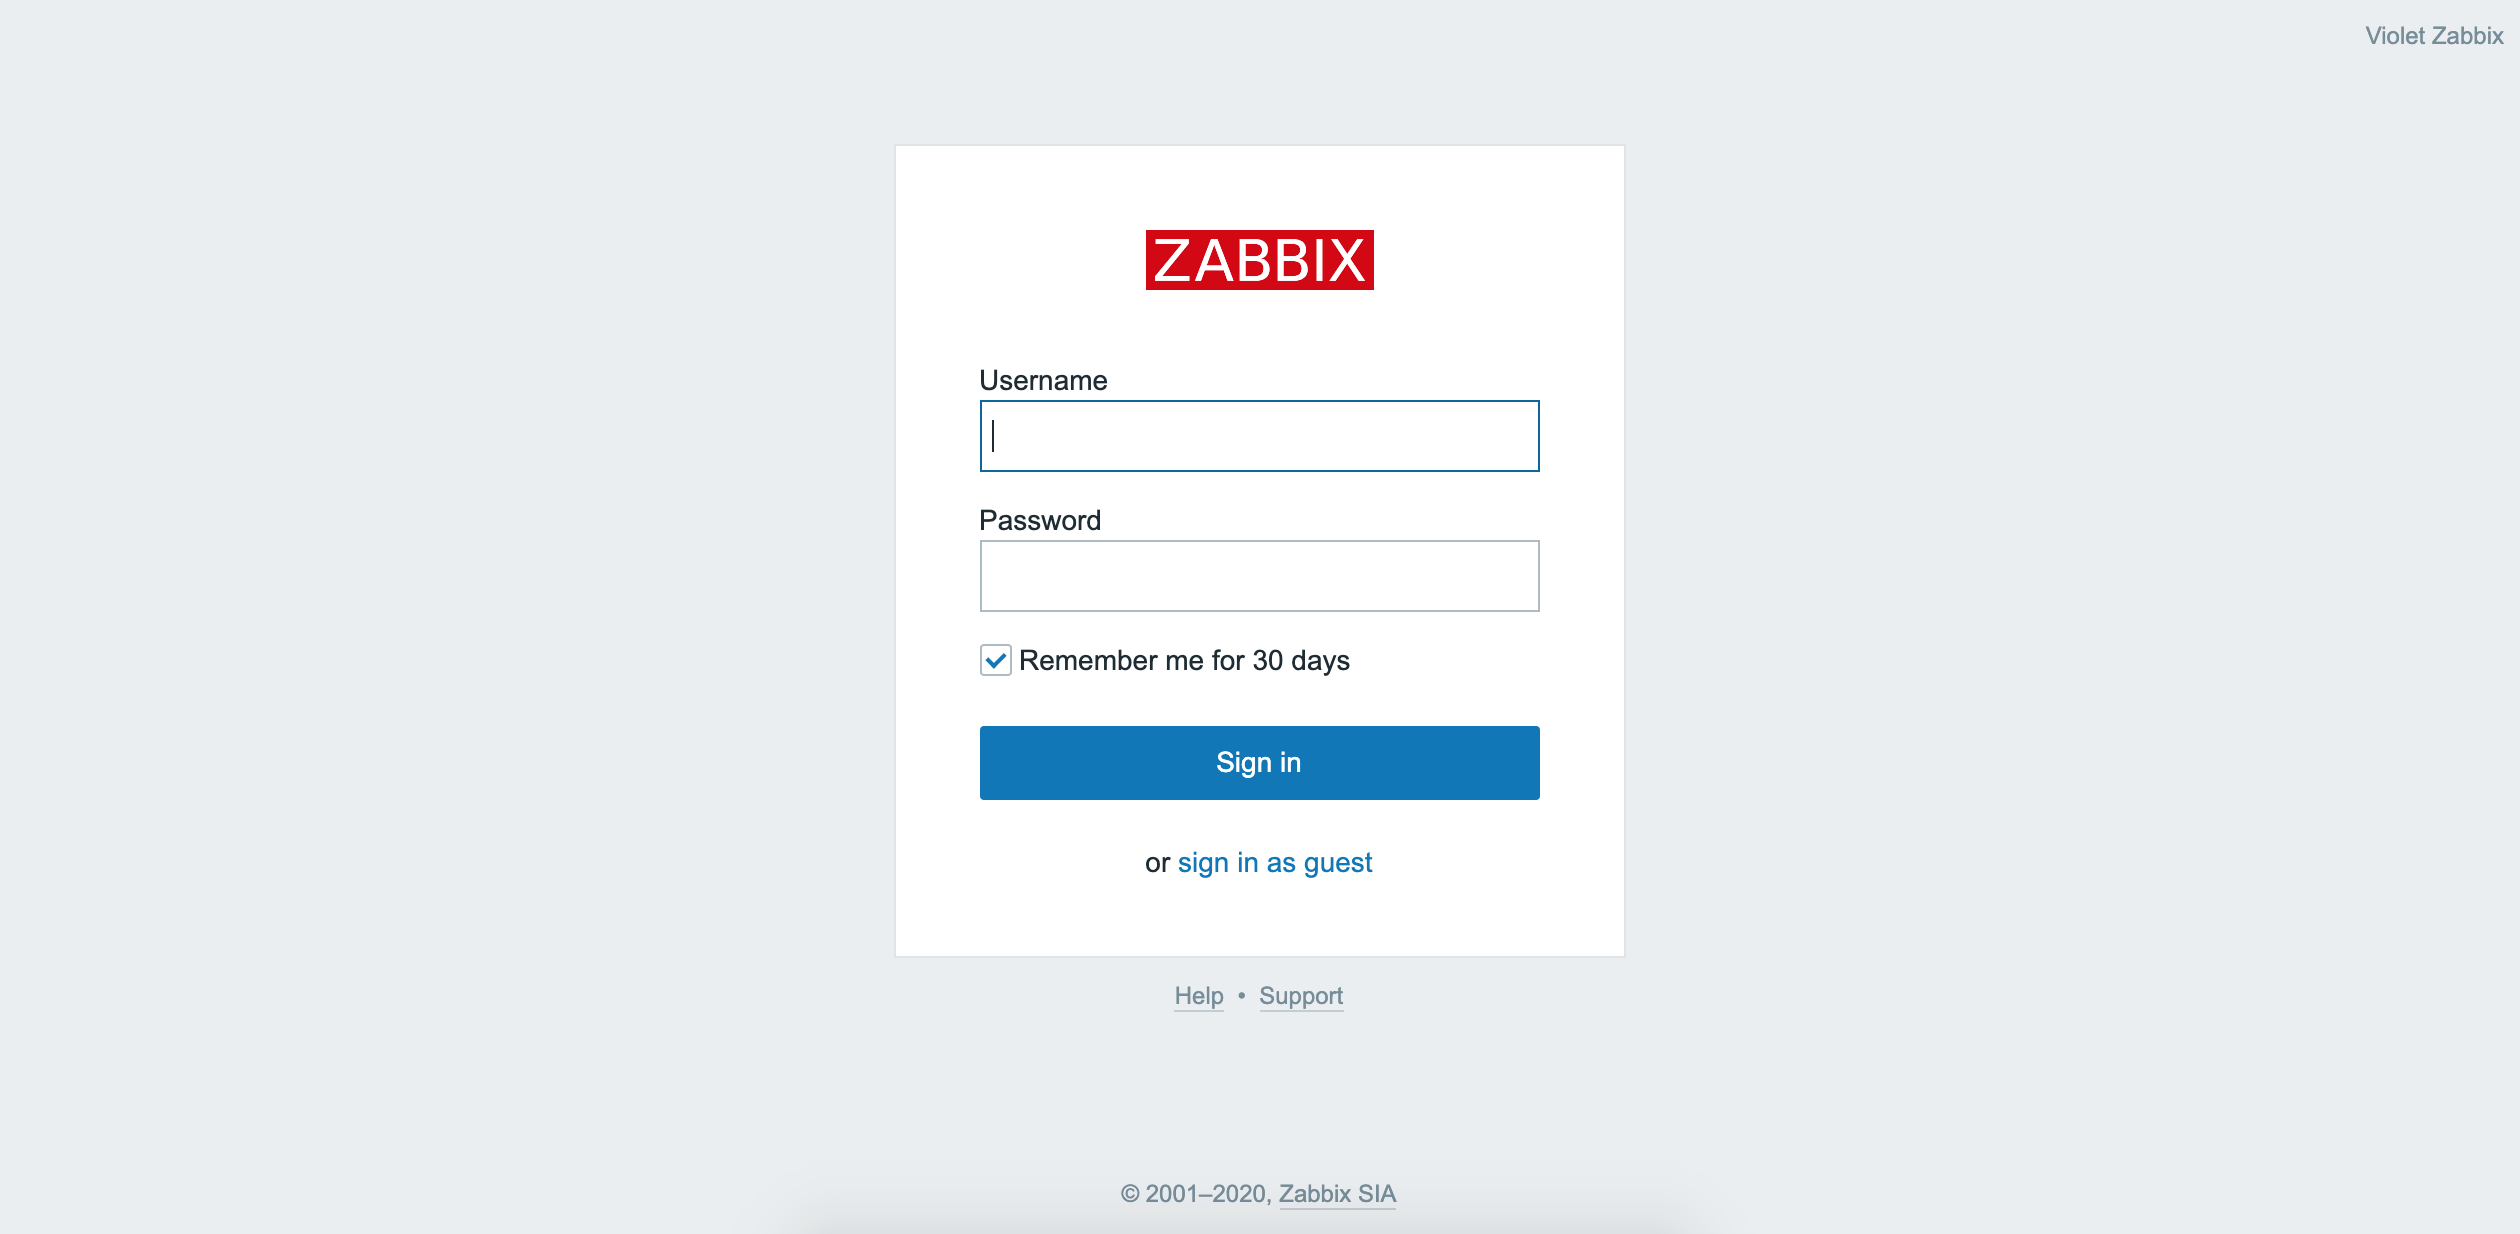 Violet Zabbix
ZABBIX
Username
Password
Remember me for 30 days
Sign in
or sign in as guest
Help • Support
© 2001–2020, Zabbix SIA